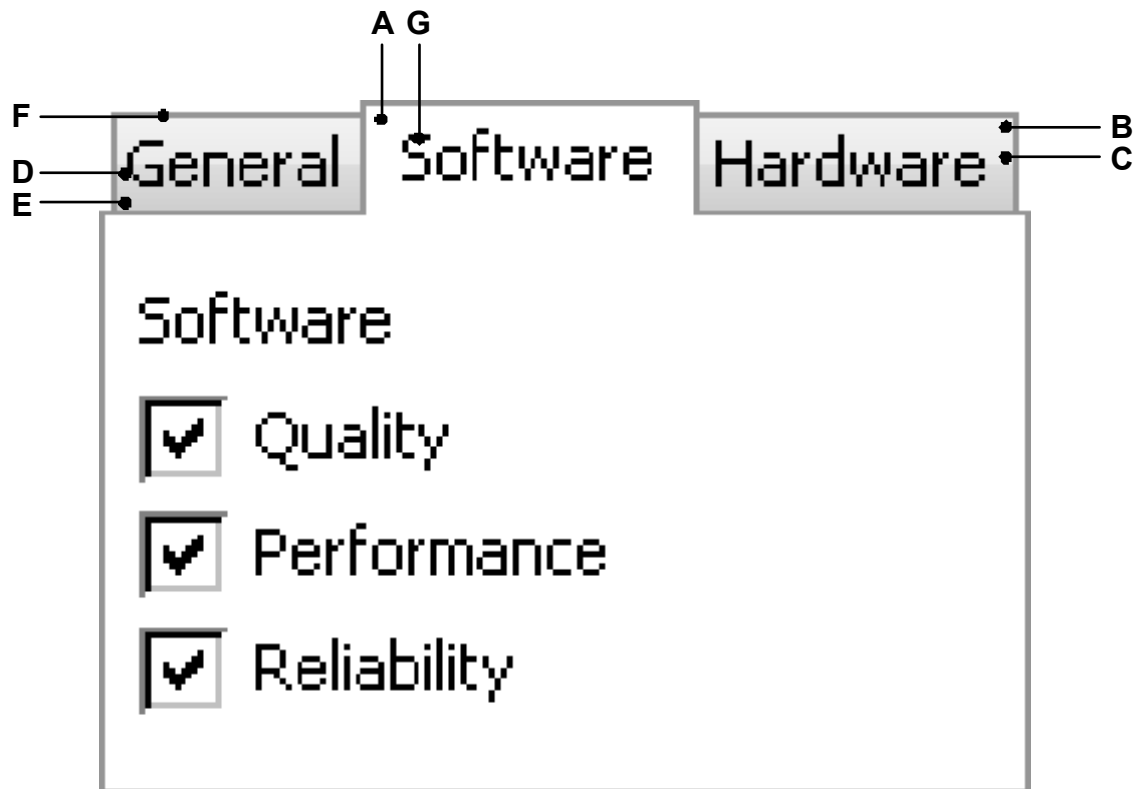 A G
F
B
General Software Hardware
D
C
E
Software
Quality
Performance
Reliability